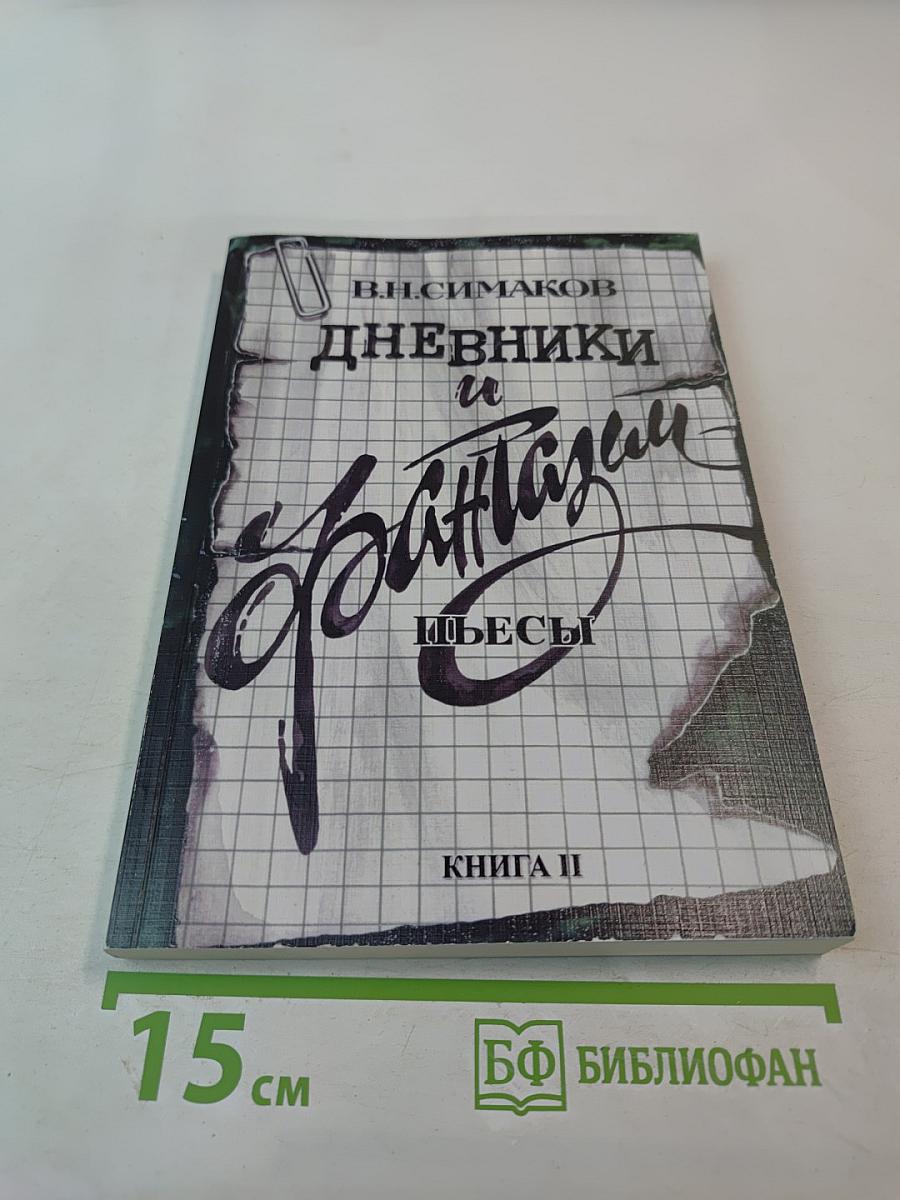 В.Н.СИМАКОВ
ДНЕВНИКИ
и
Фантазии
ПЬЕСЫ
КНИГА II
15 см
БФ БИБЛИОФАН